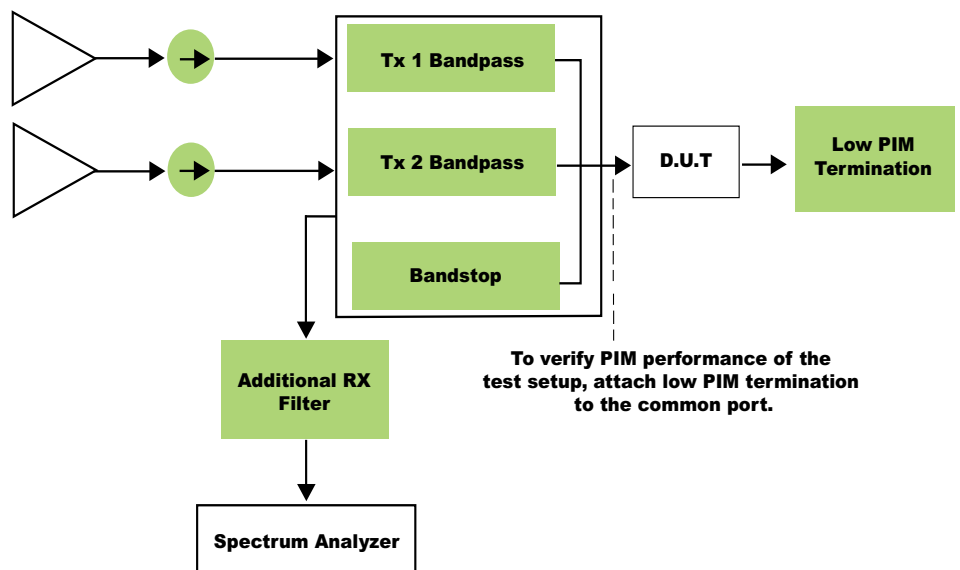 Tx 1 Bandpass
Tx 2 Bandpass
D.U.T
Low PIM
Termination
Bandstop
To verify PIM performance of the
test setup, attach low PIM termination
to the common port.
Additional RX
Filter
Spectrum Analyzer